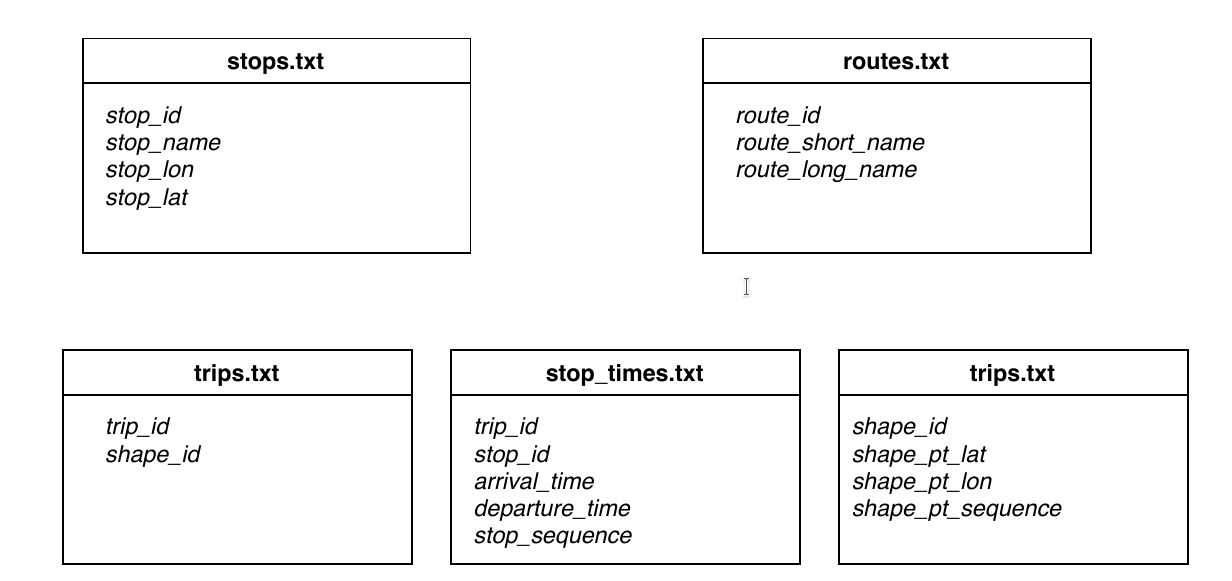 stops.txt
stop_id
stop_name
stop_lon
stop_lat
routes.txt
route_id
route_short_name
route_long_name
trips.txt
trip_id
shape_id
stop_times.txt
trip_id
stop_id
arrival_time
departure_time
stop_sequence
trips.txt
shape_id
shape_pt_lat
shape_pt_lon
shape_pt_sequence